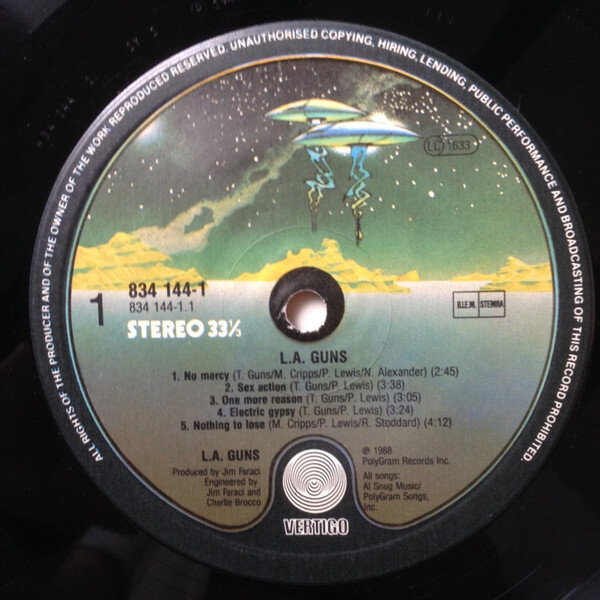 ALL RIGHTS OF THE PRODUCER AND OF THE OWNER OF THE WORK REPRODUCED RESERVED. UNAUTHORISED COPYING, HIRING, LENDING, PUBLIC PERFORMANCE AND BROADCASTING OF THIS RECORD PROHIBITED.
LC 1633
1
834 144-1
834 144-1.1
STEREO 33⅓
B.I.E.M. STEMRA
L.A. GUNS
1. No mercy (T. Guns/M. Cripps/P. Lewis/N. Alexander) (2:45)
2. Sex action (T. Guns/P. Lewis) (3:38)
3. One more reason (T. Guns/P. Lewis) (3:05)
4. Electric gypsy (T. Guns/P. Lewis) (3:24)
5. Nothing to lose (M. Cripps/P. Lewis/R. Stoddard) (4:12)
L.A. GUNS
Produced by Jim Faraci
Engineered by
Jim Faraci and
Charlie Brocco
℗ 1988
PolyGram Records Inc.
All songs:
Al Snug Music/
PolyGram Songs,
Inc.
VERTIGO